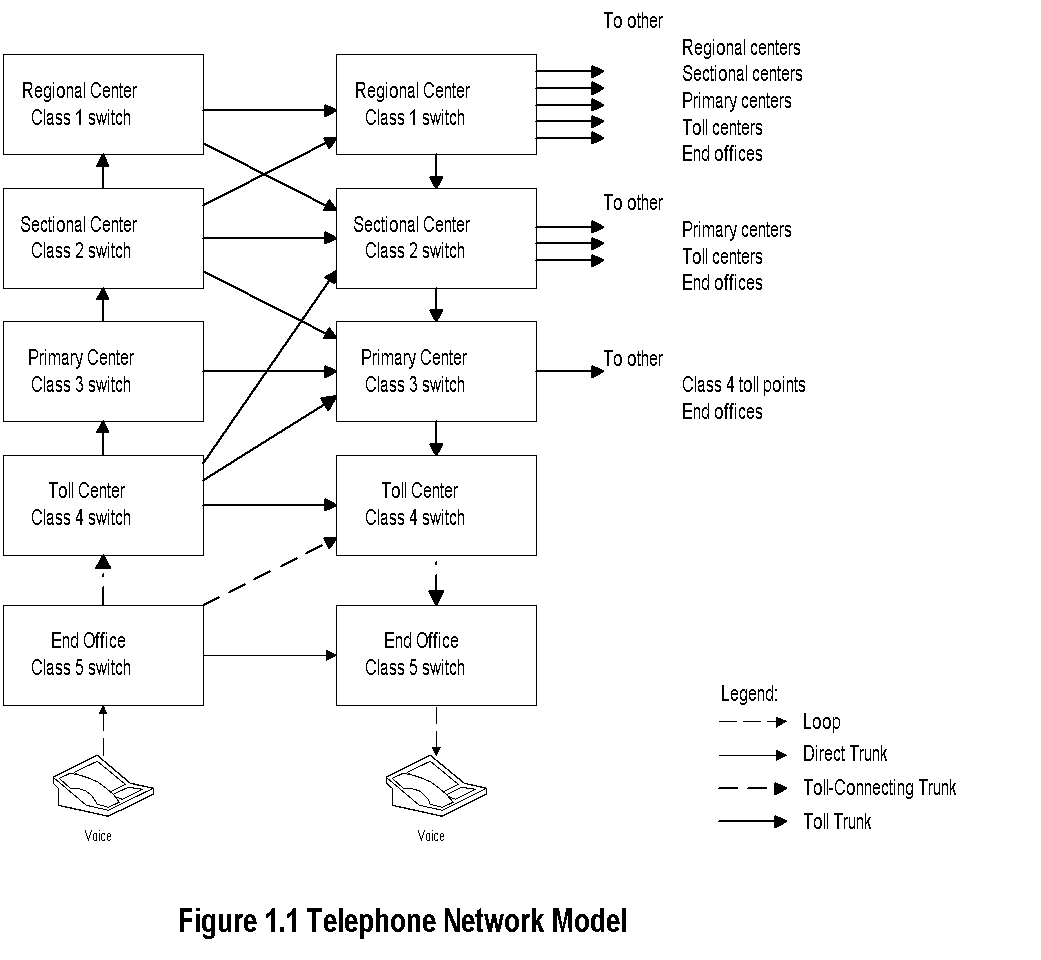 To other
Regional centers
Sectional centers
Primary centers
Toll centers
End offices
Regional Center
Class 1 switch
Regional Center
Class 1 switch
To other
Primary centers
Toll centers
End offices
Sectional Center
Class 2 switch
Sectional Center
Class 2 switch
To other
Class 4 toll points
End offices
Primary Center
Class 3 switch
Primary Center
Class 3 switch
Toll Center
Class 4 switch
Toll Center
Class 4 switch
End Office
Class 5 switch
End Office
Class 5 switch
Legend:
Loop
Direct Trunk
Toll-Connecting Trunk
Toll Trunk
Voice
Voice
Figure 1.1 Telephone Network Model